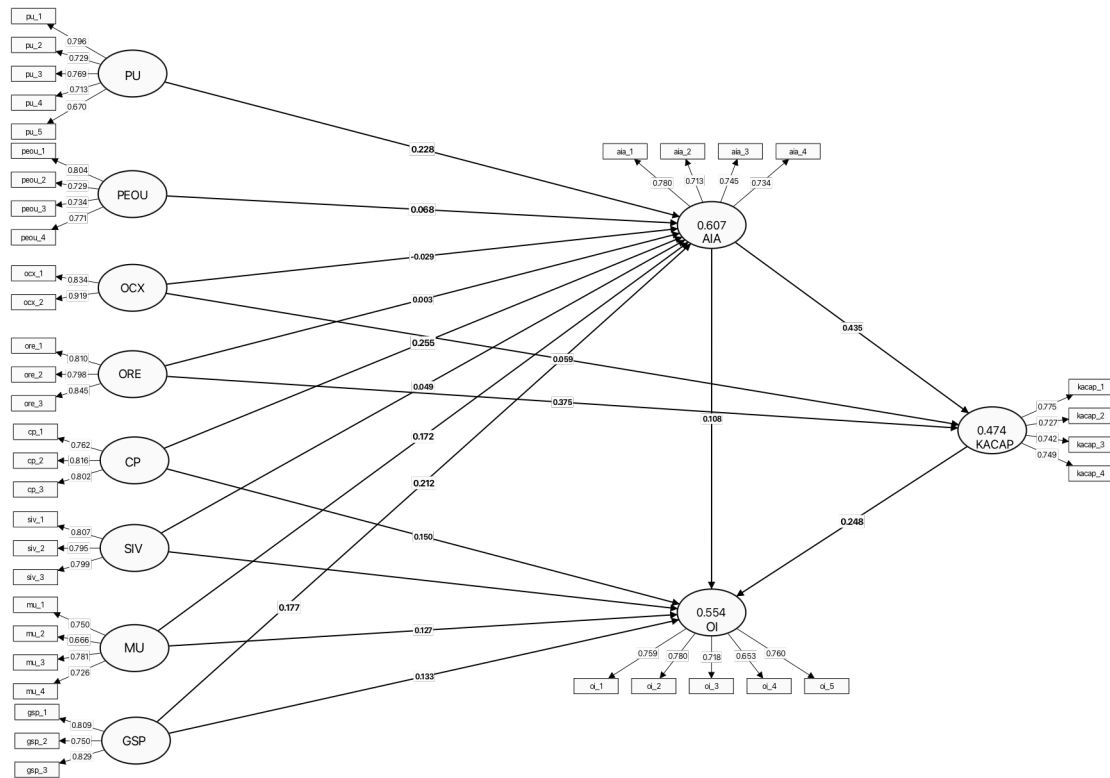 pu_1
0.796
pu_2
0.729
pu_3
0.769
PU
pu_4
0.713
0.670
pu_5
peou_1
0.804
peou_2
0.729
PEOU
peou_3
0.734
0.771
peou_4
ocx_1
0.834
OCX
ocx_2
0.919
ore_1
0.810
ore_2
0.798
ORE
0.845
ore_3
cp_1
0.762
cp_2
0.816
CP
0.802
cp_3
siv_1
0.807
siv_2
0.795
SIV
0.799
siv_3
mu_1
0.750
mu_2
0.666
MU
mu_3
0.781
0.726
mu_4
gsp_1
0.809
gsp_2
0.750
GSP
0.829
gsp_3
0.228
0.068
-0.029
0.003
0.255
0.059
0.049
0.375
0.172
0.212
0.150
0.177
0.127
0.133
aia_1
aia_2
aia_3
aia_4
0.780
0.713
0.745
0.734
0.607
AIA
0.435
0.108
0.248
0.474
KACAP
0.775
kacap_1
0.727
kacap_2
0.742
kacap_3
0.749
kacap_4
0.554
OI
0.759
0.780
0.718
0.653
0.760
oi_1
oi_2
oi_3
oi_4
oi_5